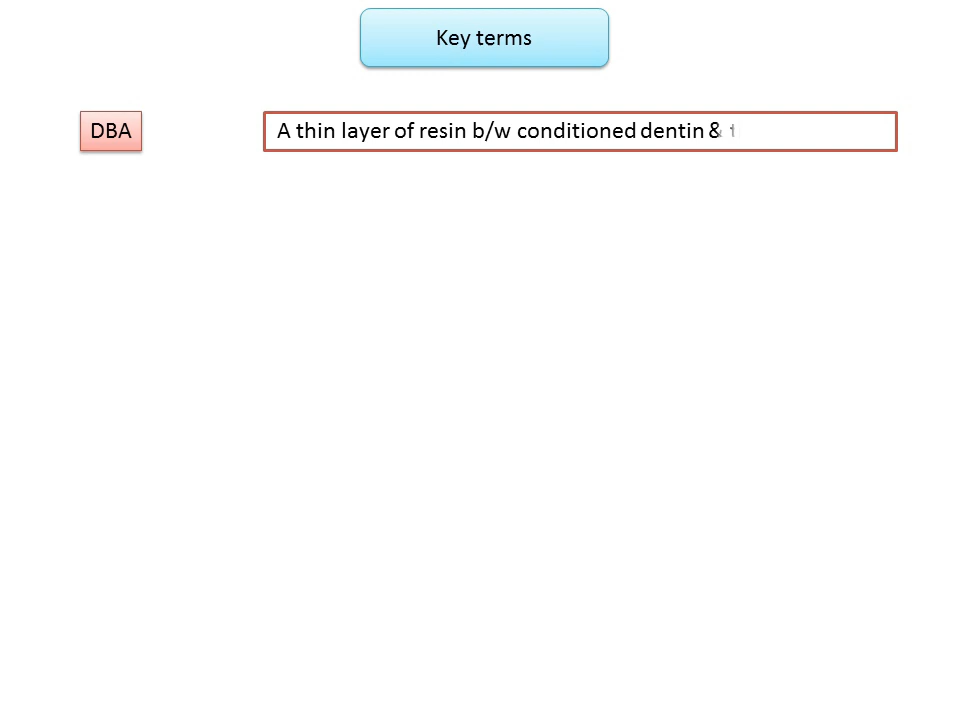 Key terms
DBA
A thin layer of resin b/w conditioned dentin &